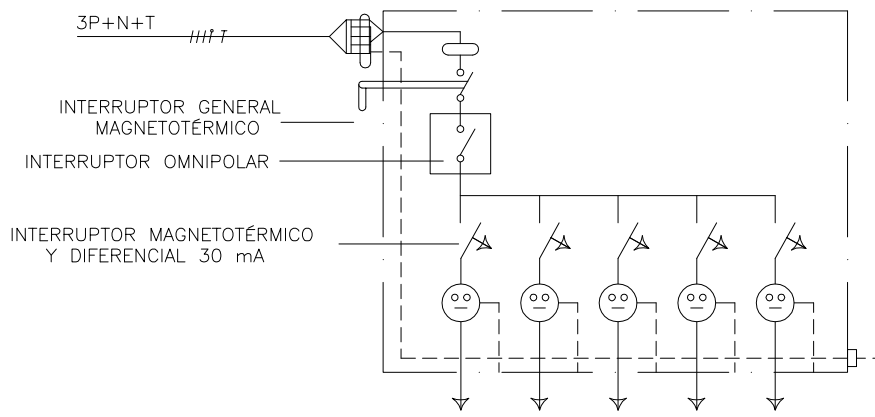 3P+N+T
T
INTERRUPTOR GENERAL
MAGNETOTÉRMICO
INTERRUPTOR OMNIPOLAR
INTERRUPTOR MAGNETOTÉRMICO
Y DIFERENCIAL 30 mA